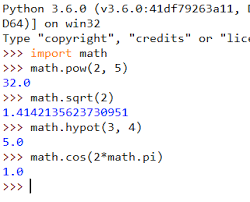 Python 3.6.0 (v3.6.0:41df79263a11,
D64)] on win32
Type "copyright", "credits" or
>>> import math
>>> math.pow(2, 5)
32.0
>>> math.sqrt(2)
1.4142135623730951
>>> math.hypot(3, 4)
5.0
>>> math.cos(2*math.pi)
1.0
>>>